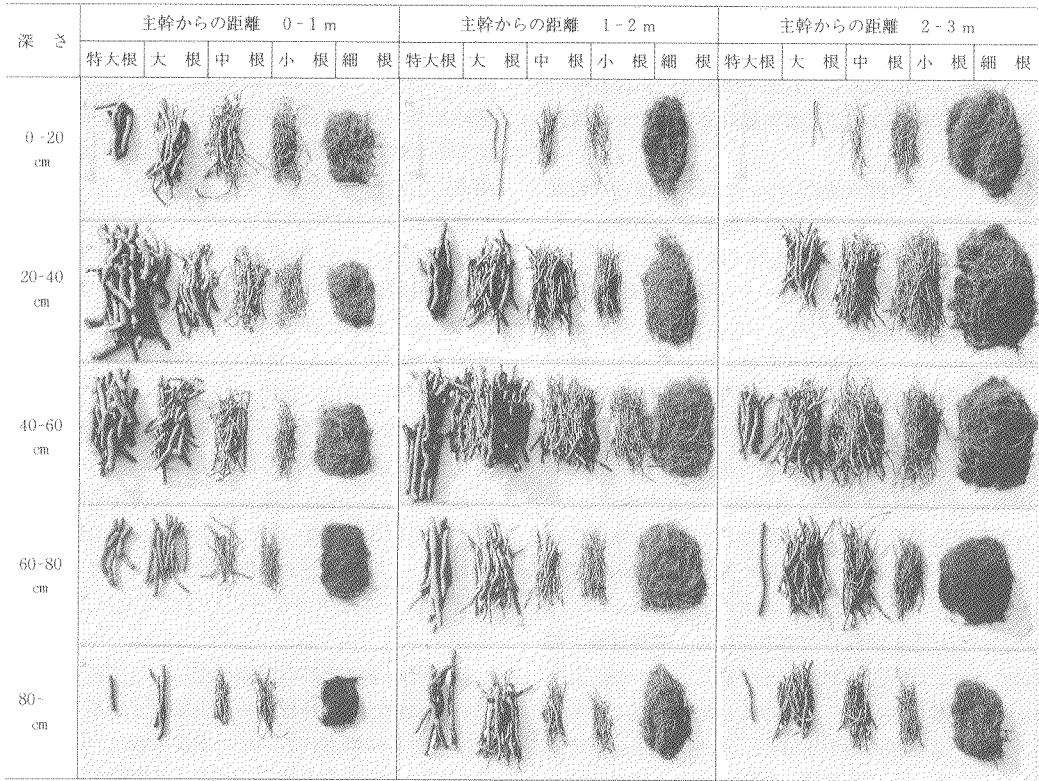 深さ 主幹からの距離 0-1m 主幹からの距離 1-2m 主幹からの距離 2-3m
特大根 大根 中根 小根 細根 特大根 大根 中根 小根 細根 特大根 大根 中根 小根 細根
0-20
cm
20-40
cm
40-60
cm
60-80
cm
80-
cm